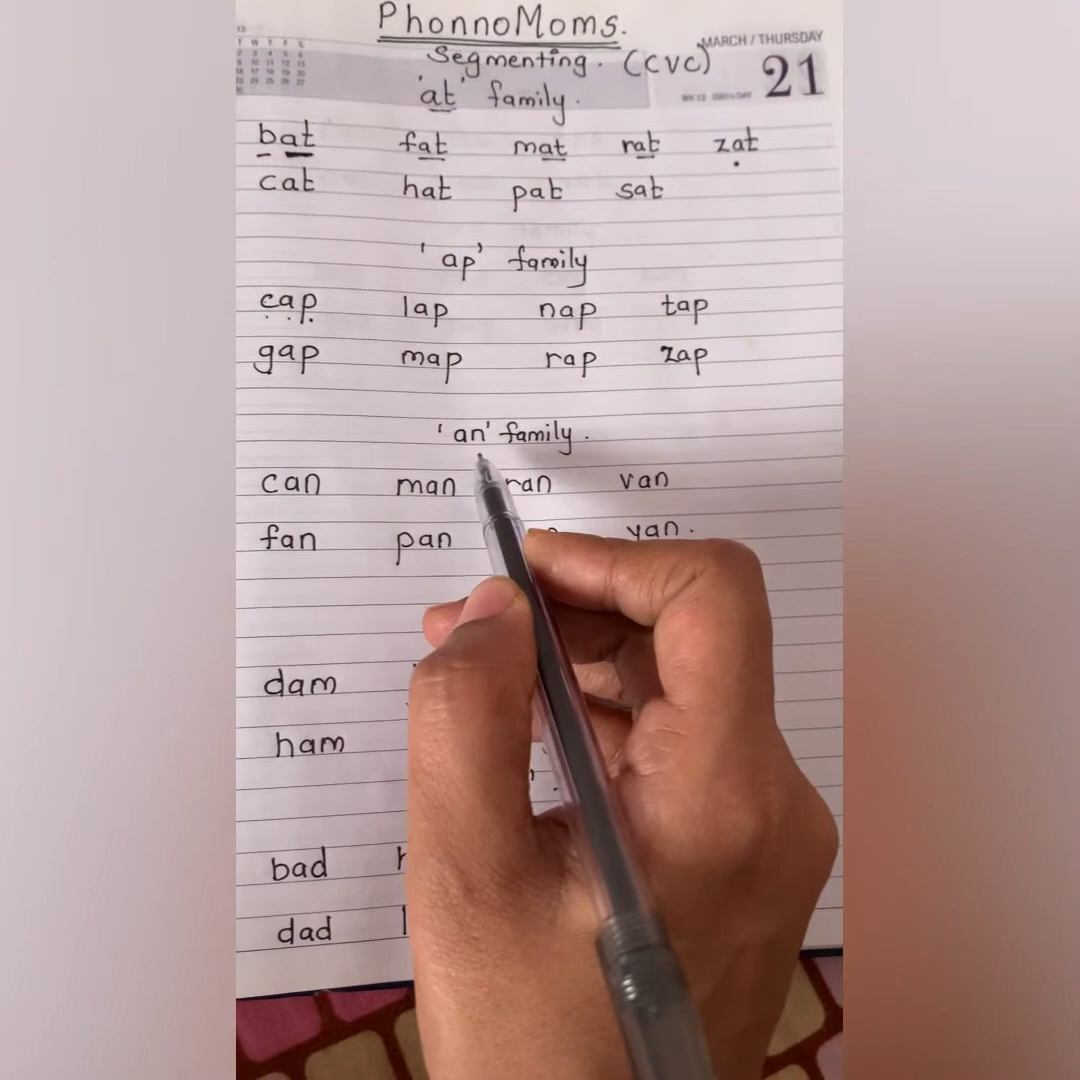 PhonnoMoms.
MARCH / THURSDAY
Segmenting. (CVC)
21
'at' family.
bat fat mat rat zat
cat hat pat sat
'ap' family
cap lap nap tap
gap map rap zap
'an' family.
can man ran van
fan pan yan.
dam
ham
bad
dad